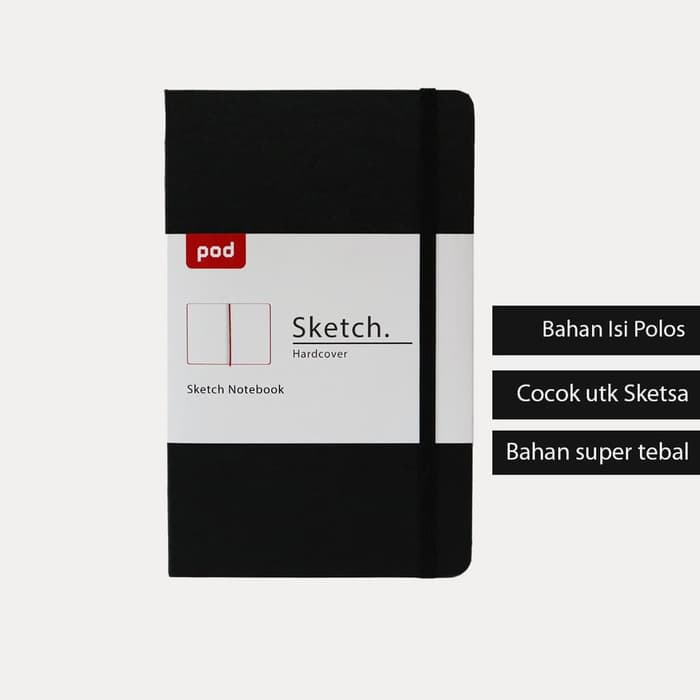 pod
Sketch.
Hardcover
Sketch Notebook
Bahan Isi Polos
Cocok utk Sketsa
Bahan super tebal